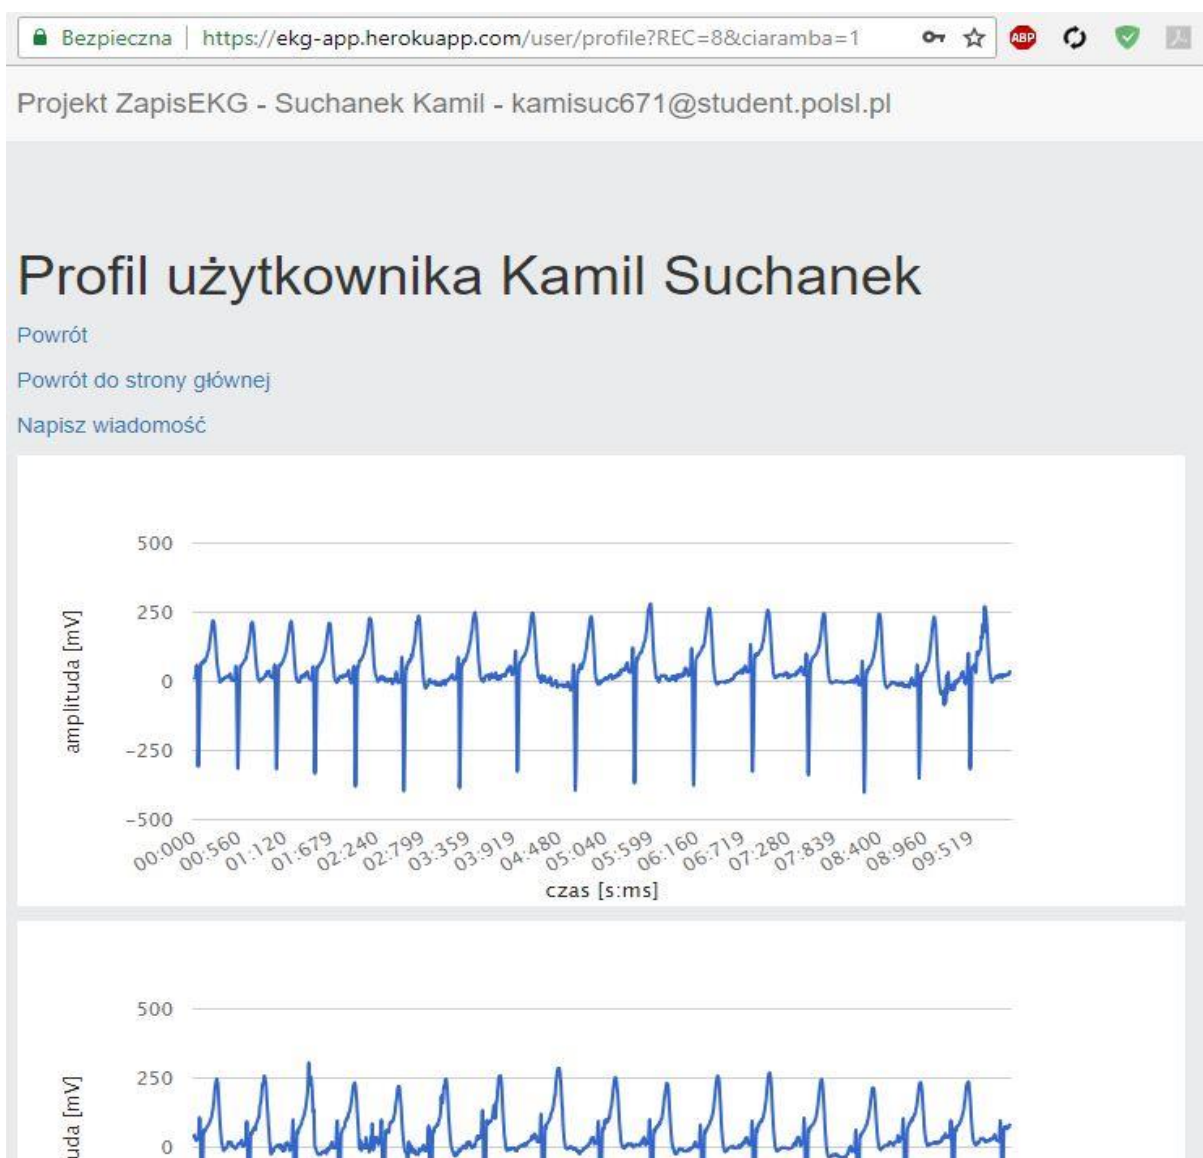 Bezpieczna | https://ekg-app.herokuapp.com/user/profile?REC=8&ciaramba=1
ABP
Projekt ZapisEKG - Suchanek Kamil - kamisuc671@student.polsl.pl
Profil użytkownika Kamil Suchanek
Powrót
Powrót do strony głównej
Napisz wiadomość
500
250
0
−250
−500
amplituda [mV]
00:000 00:560 01:120 01:679 02:240 02:799 03:359 03:919 04:480 05:040 05:599 06:160 06:719 07:280 07:839 08:400 08:960 09:519
czas [s:ms]
500
250
0
uda [mV]